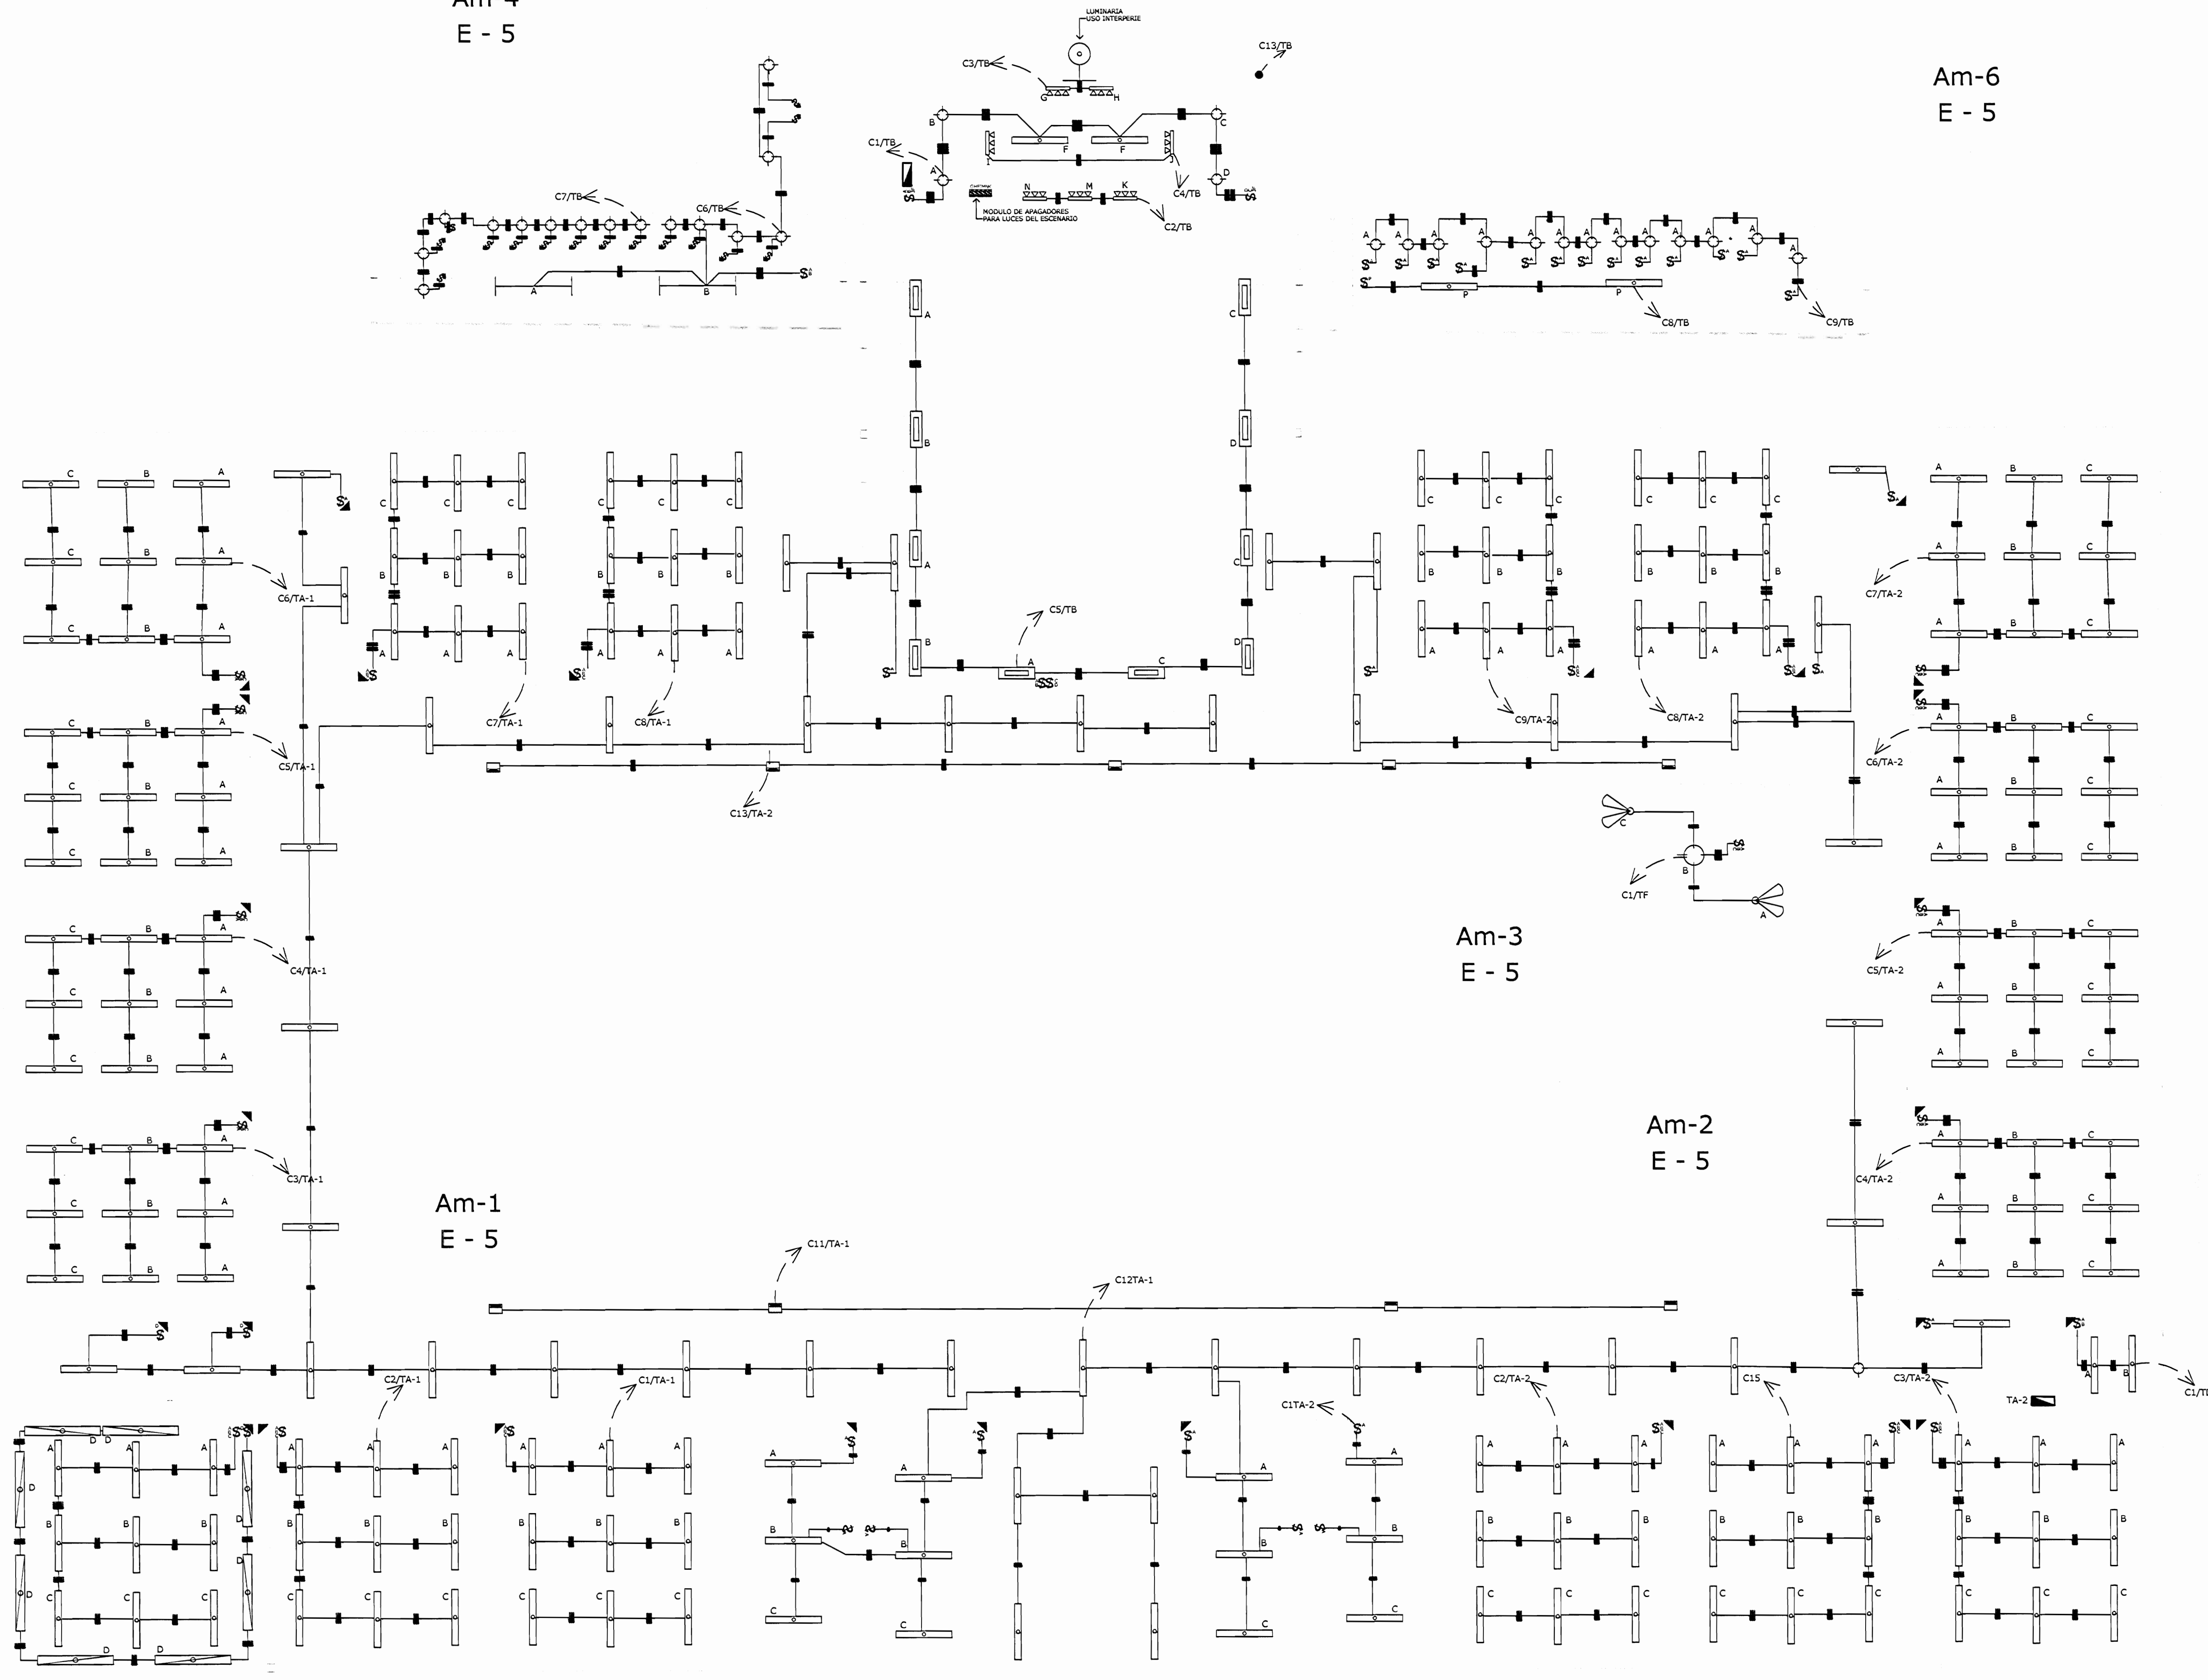 Am-4
E - 5
LUMINARIA
USO INTERPERIE
C13/TB
C3/TB
G
H
Am-6
E - 5
B
C
C1/TB
F
F
I
J
A
D
C4/TB
N
M
K
MODULO DE APAGADORES
PARA LUCES DEL ESCENARIO
C2/TB
C7/TB
C6/TB
A
B
A
A
A
A
A
A
A
A
A
A
A
A
A
P
P
C8/TB
C9/TB
A
C
B
D
A
C
B
D
A
C
C5/TB
C
B
A
C
B
A
C
B
A
C6/TA-1
C
C
C
B
B
B
A
A
A
C7/TA-1
C
C
C
B
B
B
A
A
A
C8/TA-1
C
C
C
B
B
B
A
A
A
C9/TA-2
C
C
C
B
B
B
A
A
A
C8/TA-2
A
B
C
A
B
C
A
B
C
C7/TA-2
C
B
A
C
B
A
C
B
A
C5/TA-1
C13/TA-2
A
B
C
A
B
C
A
B
C
C6/TA-2
C
B
A
C1/TF
C
B
A
C
B
A
C
B
A
C4/TA-1
Am-3
E - 5
A
B
C
A
B
C
A
B
C
C5/TA-2
C
B
A
C
B
A
C
B
A
C3/TA-1
Am-2
E - 5
A
B
C
A
B
C
A
B
C
C4/TA-2
Am-1
E - 5
C11/TA-1
C12TA-1
C2/TA-1
C1/TA-1
C1TA-2
C2/TA-2
C15
C3/TA-2
TA-2
A
B
D
D
D
D
D
D
D
D
A
A
A
B
B
B
C
C
C
A
A
A
B
B
B
C
C
C
A
A
A
B
B
B
C
C
C
A
B
C
A
B
C
A
B
C
A
B
C
A
A
A
B
B
B
C
C
C
A
A
A
B
B
B
C
C
C
A
A
A
B
B
B
C
C
C